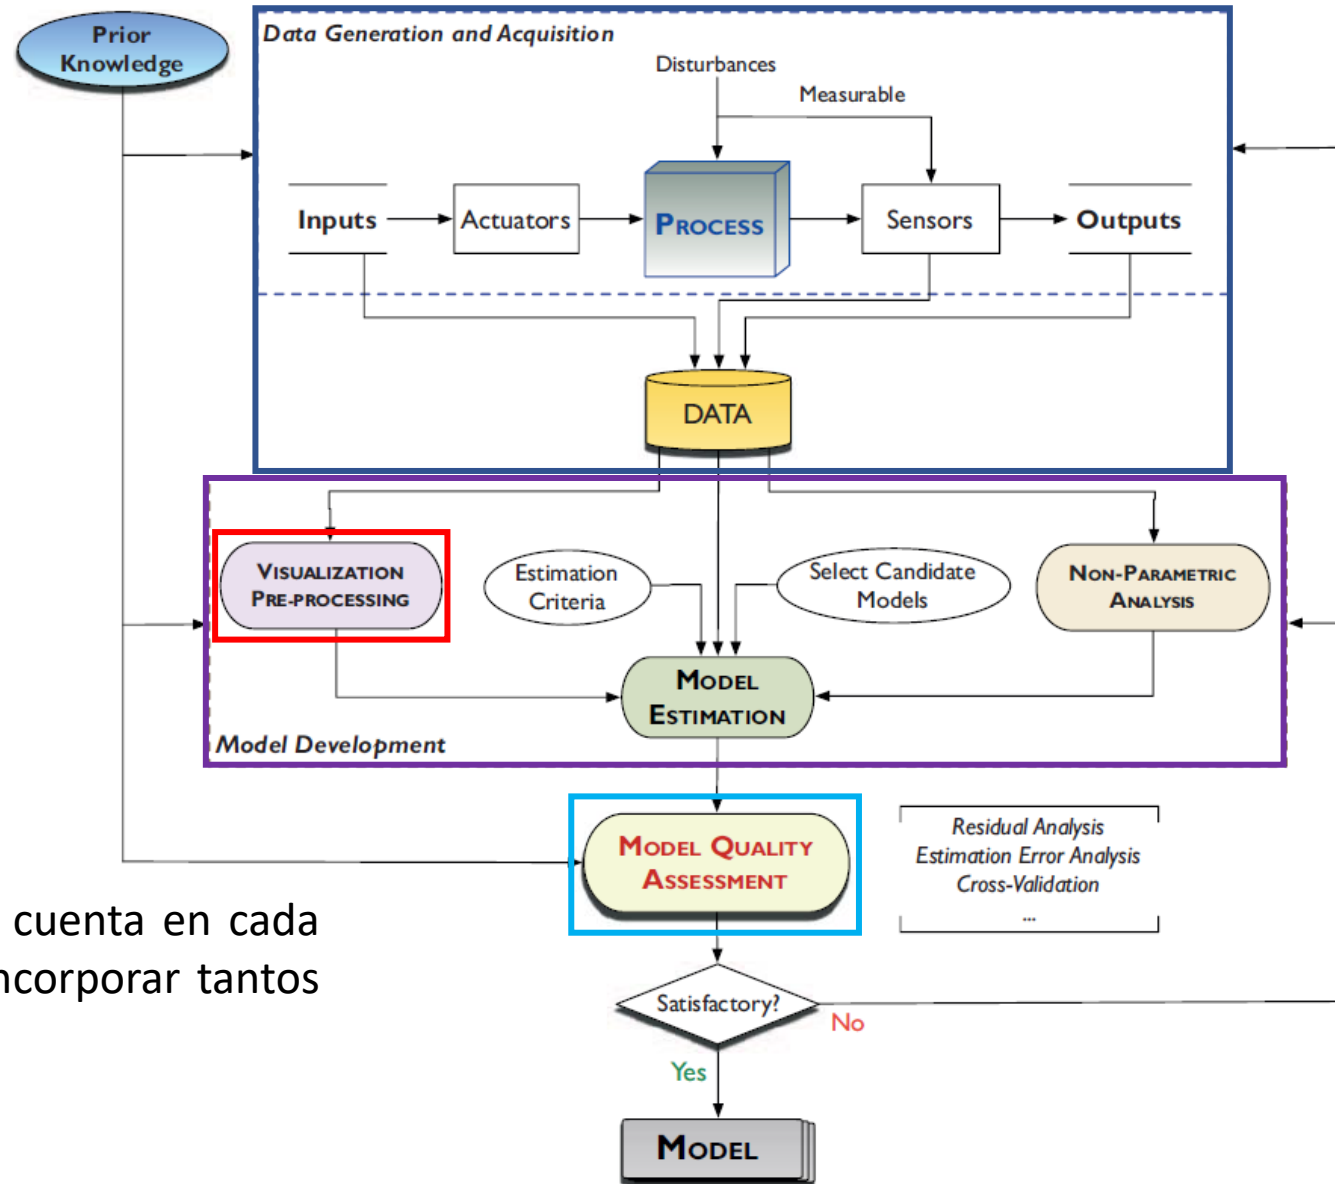 Prior
Knowledge
Data Generation and Acquisition
Disturbances
Measurable
Inputs
Actuators
PROCESS
Sensors
Outputs
DATA
VISUALIZATION
PRE-PROCESSING
Estimation
Criteria
Select Candidate
Models
NON-PARAMETRIC
ANALYSIS
MODEL
ESTIMATION
Model Development
MODEL QUALITY
ASSESSMENT
Residual Analysis
Estimation Error Analysis
Cross-Validation
...
cuenta en cada
ncorporar tantos
Satisfactory?
No
Yes
MODEL